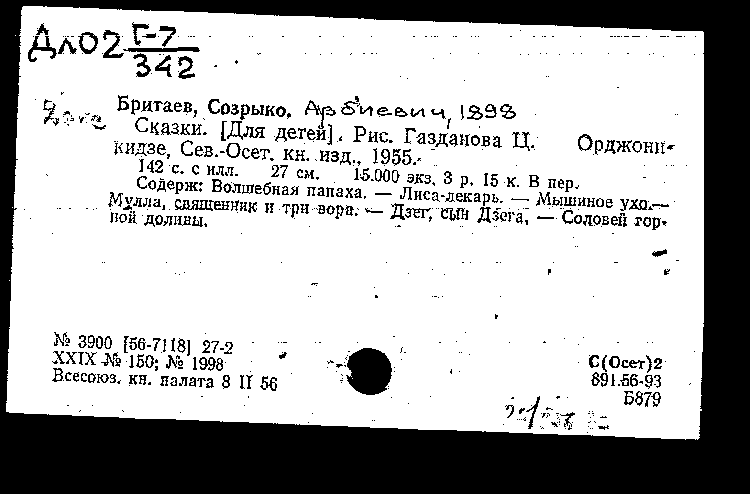 Дл02 Г-7
342
Бритаев, Созрыко, Арбиевич, 1898
Сказки. [Для детей]. Рис. Газданова Ц. Орджони-
кидзе, Сев.-Осет. кн. изд., 1955.
142 с. с илл. 27 см. 15.000 экз. 3 р. 15 к. В пер.
Содерж: Волшебная папаха. — Лиса-лекарь. — Мышиное ухо.—
Мулла, священник и три вора. — Дзег, сын Дзега. — Соловей гор-
ной долины.
№ 3900 [56-7118] 27-2
XXIX № 150; № 1998
Всесоюз. кн. палата 8 II 56
С(Осет)2
891.56-93
Б879